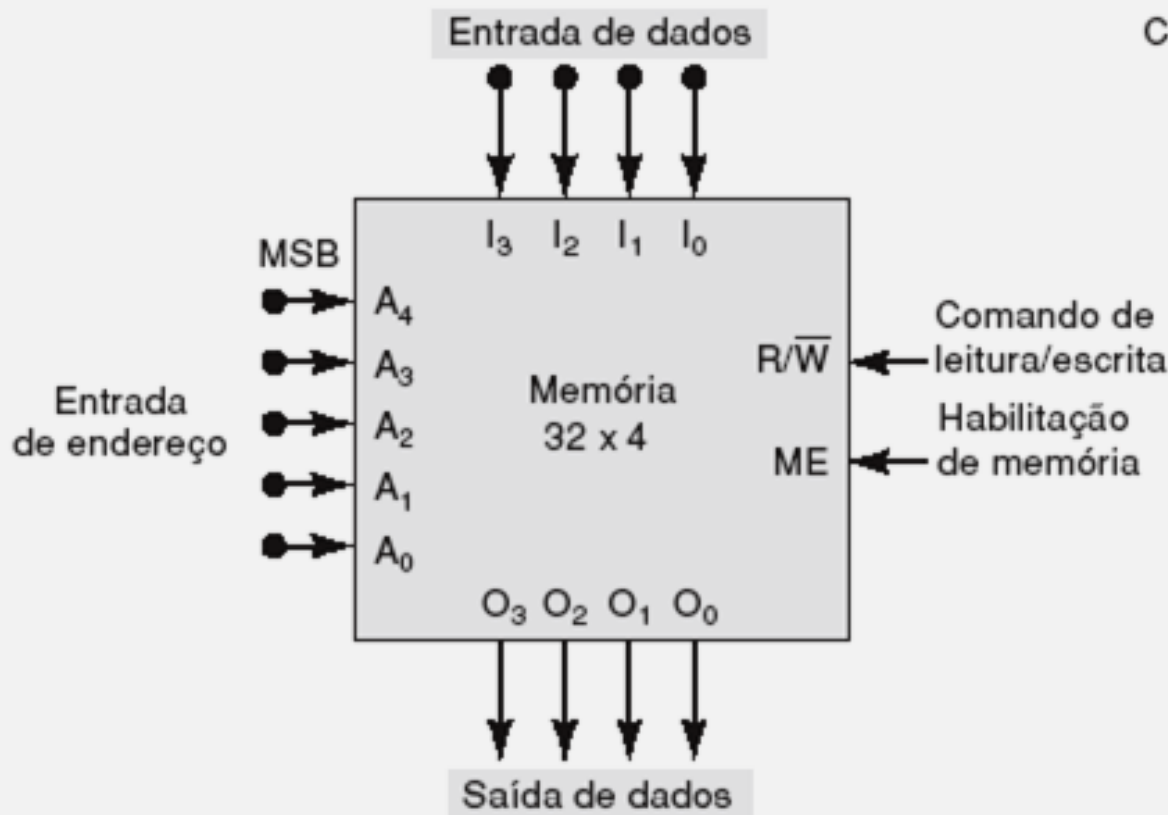 Entrada de dados
C
I₃ I₂ I₁ I₀
MSB
A₄
A₃
A₂
A₁
A₀
Entrada
de endereço
Memória
32 x 4
R/W̅
ME
Comando de
leitura/escrita
Habilitação
de memória
O₃ O₂ O₁ O₀
Saída de dados